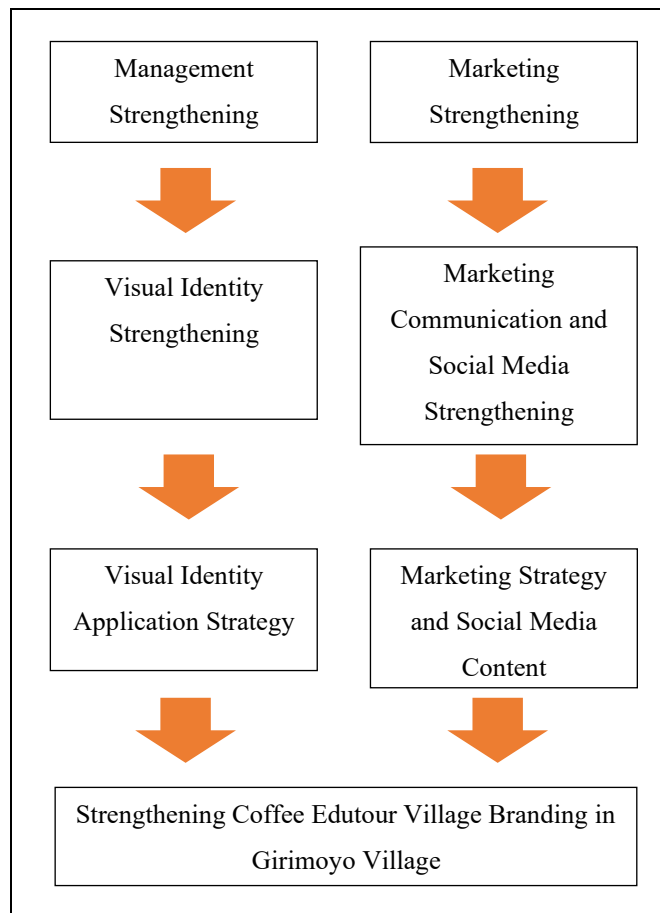 Management
Strengthening
Marketing
Strengthening
Visual Identity
Strengthening
Marketing
Communication and
Social Media
Strengthening
Visual Identity
Application Strategy
Marketing Strategy
and Social Media
Content
Strengthening Coffee Edutour Village Branding in
Girimoyo Village